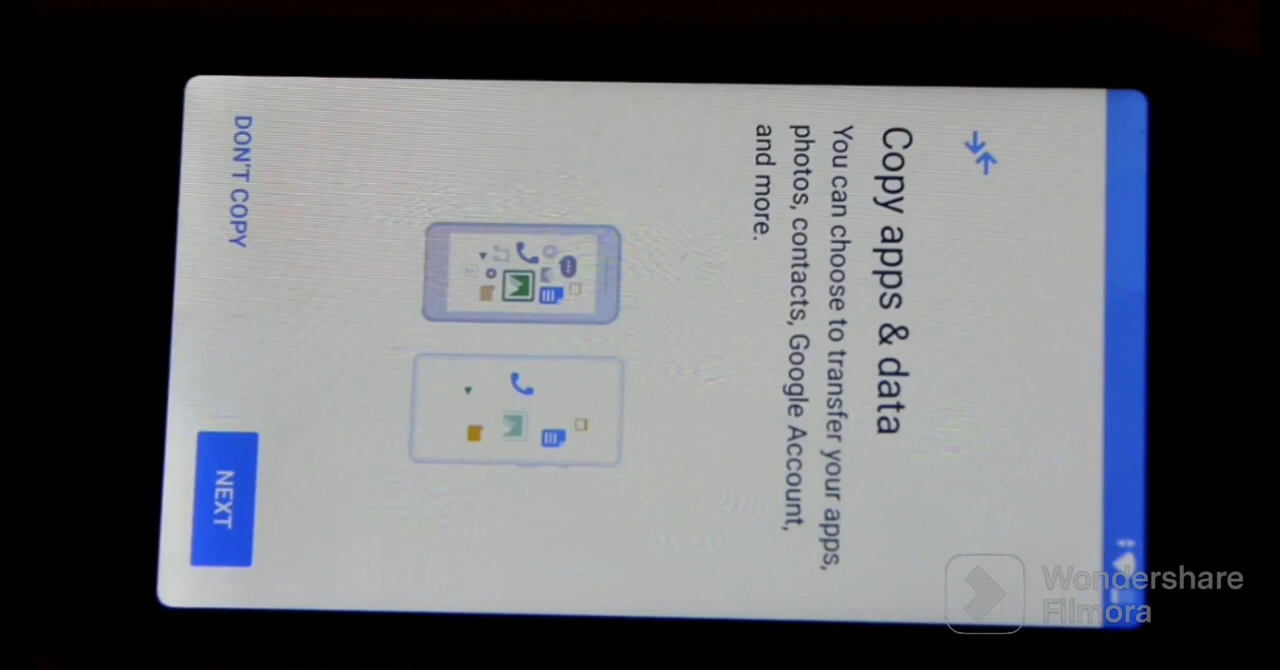 Copy apps & data
You can choose to transfer your apps,
photos, contacts, Google Account,
and more.
DON'T COPY
NEXT
Wondershare
Filmora